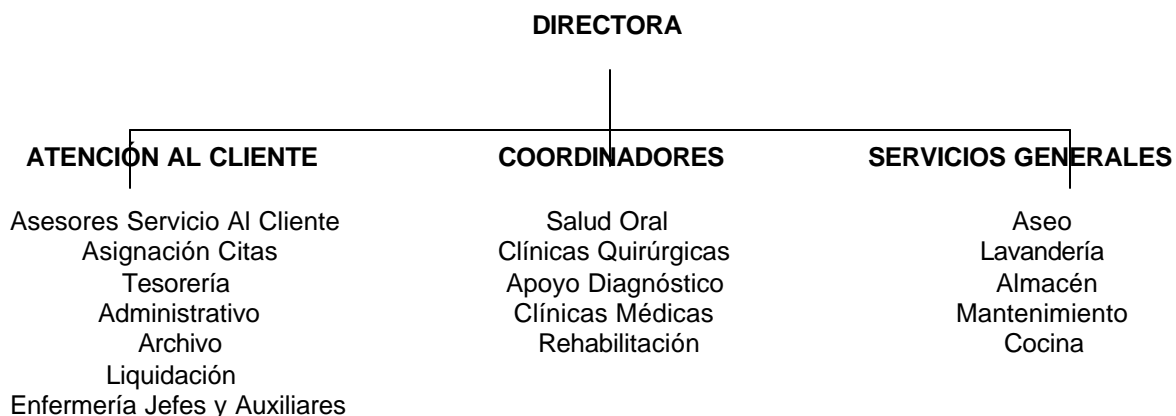 DIRECTORA
ATENCIÓN AL CLIENTE
Asesores Servicio Al Cliente
Asignación Citas
Tesorería
Administrativo
Archivo
Liquidación
Enfermería Jefes y Auxiliares
COORDINADORES
Salud Oral
Clínicas Quirúrgicas
Apoyo Diagnóstico
Clínicas Médicas
Rehabilitación
SERVICIOS GENERALES
Aseo
Lavandería
Almacén
Mantenimiento
Cocina